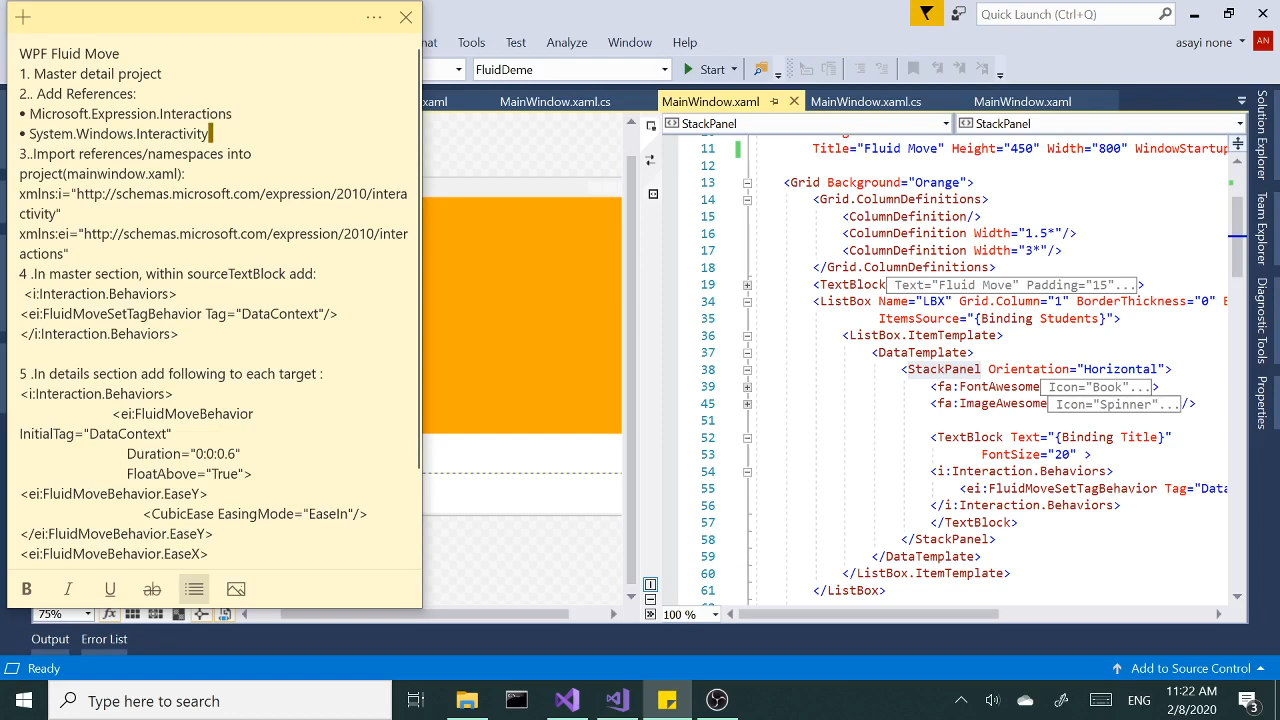 WPF Fluid Move
1. Master detail project
2.. Add References:
• Microsoft.Expression.Interactions
• System.Windows.Interactivity
3..Import references/namespaces into
project(mainwindow.xaml):
xmlns:i="http://schemas.microsoft.com/expression/2010/intera
ctivity"
xmlns:ei="http://schemas.microsoft.com/expression/2010/inter
actions"
4 .In master section, within sourceTextBlock add:
<i:Interaction.Behaviors>
<ei:FluidMoveSetTagBehavior Tag="DataContext"/>
</i:Interaction.Behaviors>
5 .In details section add following to each target :
<i:Interaction.Behaviors>
<ei:FluidMoveBehavior
InitialTag="DataContext"
Duration="0:0:0.6"
FloatAbove="True">
<ei:FluidMoveBehavior.EaseY>
<CubicEase EasingMode="EaseIn"/>
</ei:FluidMoveBehavior.EaseY>
<ei:FluidMoveBehavior.EaseX>
B I U ab
Quick Launch (Ctrl+Q)
mat Tools Test Analyze Window Help
asayi none AN
FluidDeme Start
xaml MainWindow.xaml.cs MainWindow.xaml MainWindow.xaml.cs MainWindow.xaml
StackPanel StackPanel
11 Title="Fluid Move" Height="450" Width="800" WindowStartup
12
13 <Grid Background="Orange">
14 <Grid.ColumnDefinitions>
15 <ColumnDefinition/>
16 <ColumnDefinition Width="1.5*"/>
17 <ColumnDefinition Width="3*"/>
18 </Grid.ColumnDefinitions>
19 <TextBlock Text="Fluid Move" Padding="15"... >
34 <ListBox Name="LBX" Grid.Column="1" BorderThickness="0" B
35 ItemsSource="{Binding Students}">
36 <ListBox.ItemTemplate>
37 <DataTemplate>
38 <StackPanel Orientation="Horizontal">
39 <fa:FontAwesome Icon="Book"... >
45 <fa:ImageAwesome Icon="Spinner"... />
51
52 <TextBlock Text="{Binding Title}"
53 FontSize="20" >
54 <i:Interaction.Behaviors>
55 <ei:FluidMoveSetTagBehavior Tag="Dat
56 </i:Interaction.Behaviors>
57 </TextBlock>
58 </StackPanel>
59 </DataTemplate>
60 </ListBox.ItemTemplate>
61 </ListBox>
Solution Explorer
Team Explorer
Diagnostic Tools
Properties
75% fx
100 %
Output Error List
Ready
Add to Source Control
Type here to search
ENG
11:22 AM
2/8/2020
3